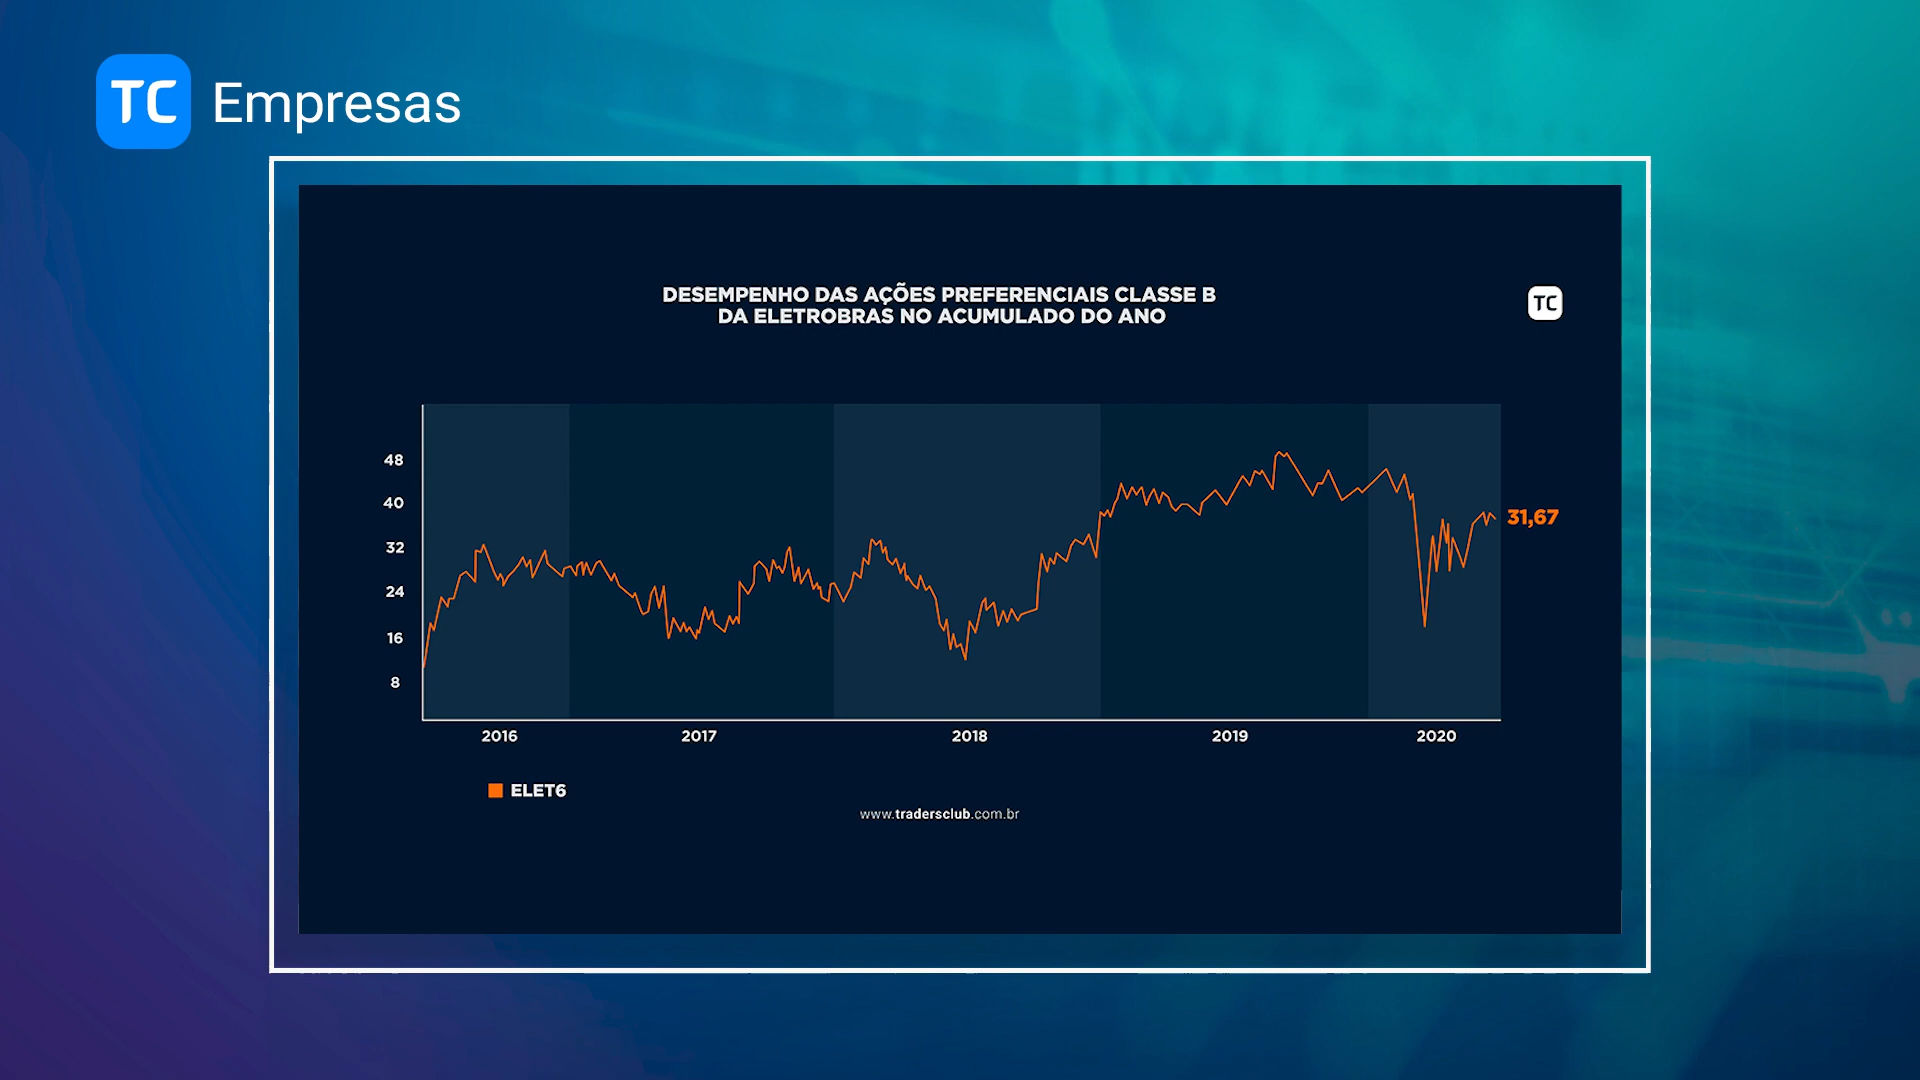 TC Empresas
DESEMPENHO DAS AÇÕES PREFERENCIAIS CLASSE B
DA ELETROBRAS NO ACUMULADO DO ANO
TC
48
40
32
24
16
8
31,67
2016 2017 2018 2019 2020
ELET6
www.tradersclub.com.br